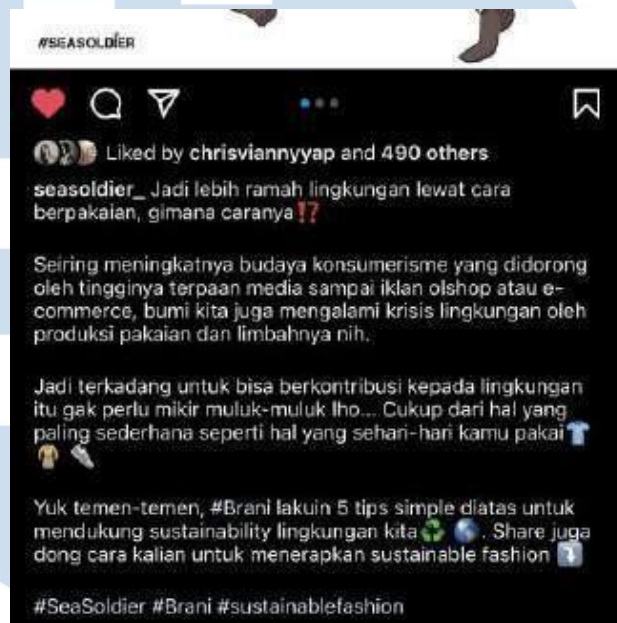 #SEASOLDIER
Liked by chrisviannyyap and 490 others
seasoldier_ Jadi lebih ramah lingkungan lewat cara
berpakaian, gimana caranya⁉️
Seiring meningkatnya budaya konsumerisme yang didorong
oleh tingginya terpaan media sampai iklan olshop atau e-
commerce, bumi kita juga mengalami krisis lingkungan oleh
produksi pakaian dan limbahnya nih.
Jadi terkadang untuk bisa berkontribusi kepada lingkungan
itu gak perlu mikir muluk-muluk lho... Cukup dari hal yang
paling sederhana seperti hal yang sehari-hari kamu pakai👕
👚 👟
Yuk temen-temen, #Brani lakuin 5 tips simple diatas untuk
mendukung sustainability lingkungan kita♻️ 🌎. Share juga
dong cara kalian untuk menerapkan sustainable fashion ⤵️
#SeaSoldier #Brani #sustainablefashion